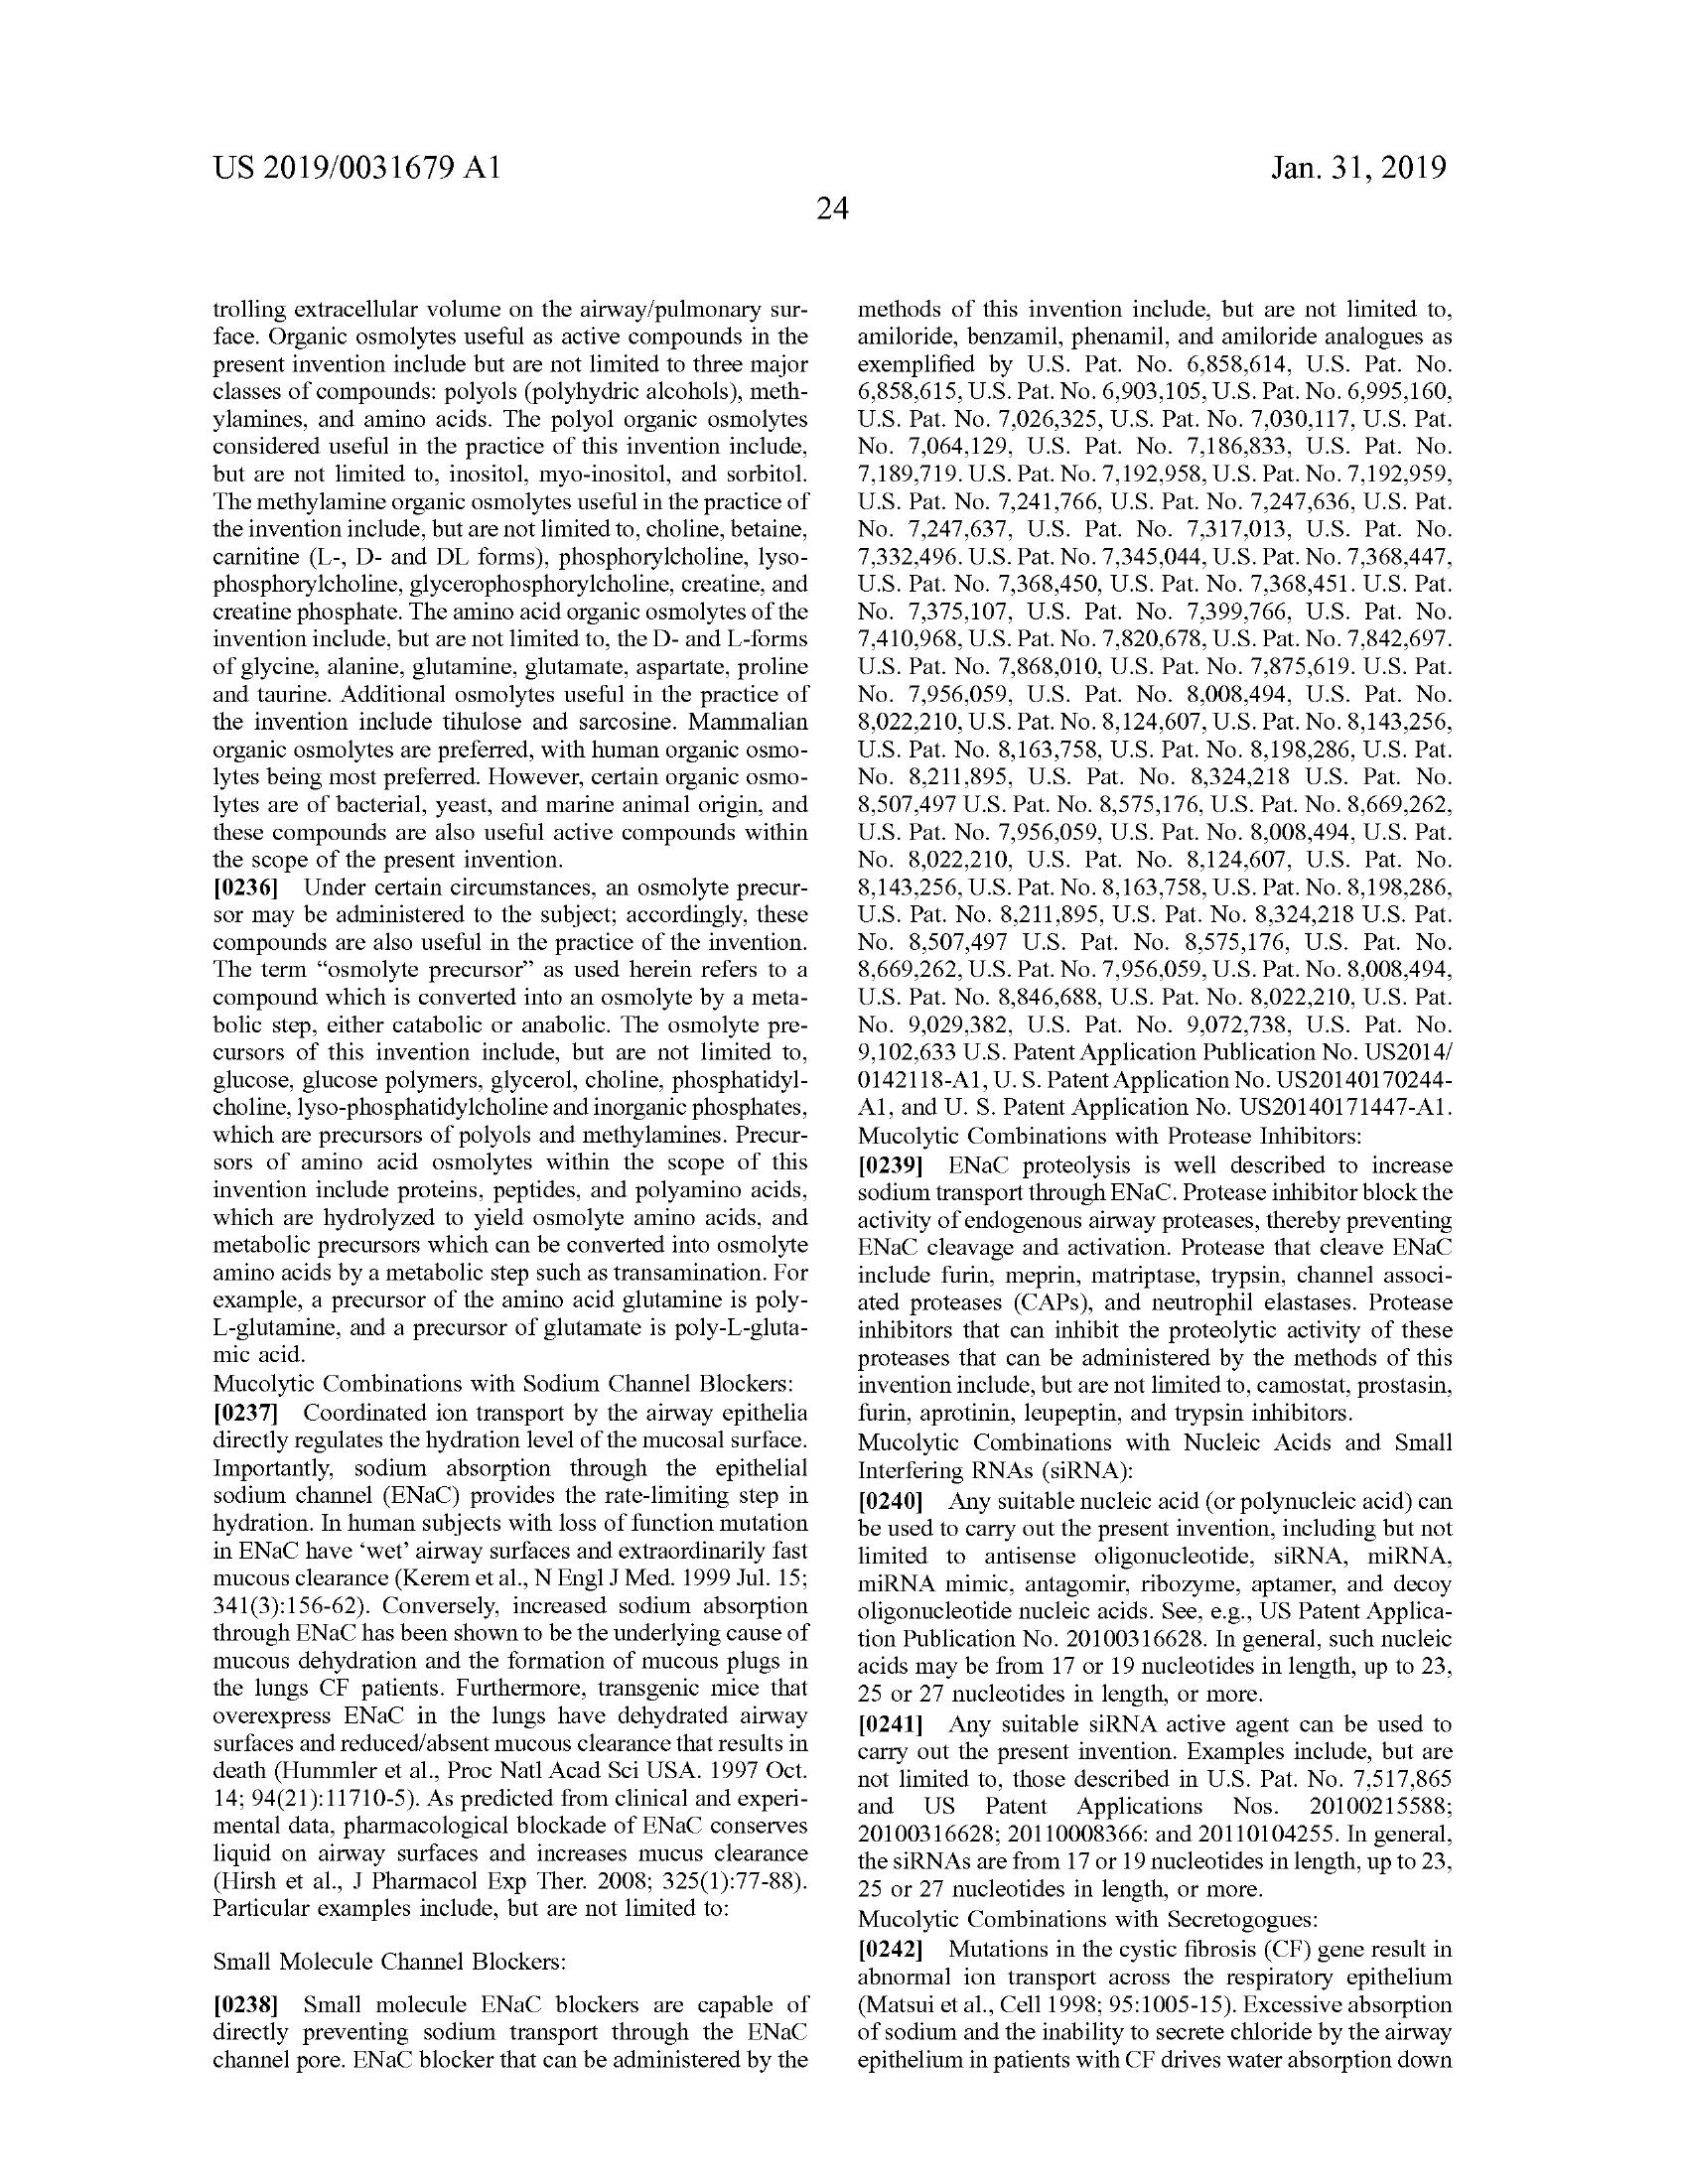 US 2019/0031679 A1
Jan. 31, 2019
24
trolling extracellular volume on the airway/pulmonary sur-
face. Organic osmolytes useful as active compounds in the
present invention include but are not limited to three major
classes of compounds: polyols (polyhydric alcohols), meth-
ylamines, and amino acids. The polyol organic osmolytes
considered useful in the practice of this invention include,
but are not limited to, inositol, myo-inositol, and sorbitol.
The methylamine organic osmolytes useful in the practice of
the invention include, but are not limited to, choline, betaine,
carnitine (L-, D- and DL forms), phosphorylcholine, lyso-
phosphorylcholine, glycerophosphorylcholine, creatine, and
creatine phosphate. The amino acid organic osmolytes of the
invention include, but are not limited to, the D- and L-forms
of glycine, alanine, glutamine, glutamate, aspartate, proline
and taurine. Additional osmolytes useful in the practice of
the invention include tihulose and sarcosine. Mammalian
organic osmolytes are preferred, with human organic osmo-
lytes being most preferred. However, certain organic osmo-
lytes are of bacterial, yeast, and marine animal origin, and
these compounds are also useful active compounds within
the scope of the present invention.
[0236] Under certain circumstances, an osmolyte precur-
sor may be administered to the subject; accordingly, these
compounds are also useful in the practice of the invention.
The term “osmolyte precursor” as used herein refers to a
compound which is converted into an osmolyte by a meta-
bolic step, either catabolic or anabolic. The osmolyte pre-
cursors of this invention include, but are not limited to,
glucose, glucose polymers, glycerol, choline, phosphatidyl-
choline, lyso-phosphatidylcholine and inorganic phosphates,
which are precursors of polyols and methylamines. Precur-
sors of amino acid osmolytes within the scope of this
invention include proteins, peptides, and polyamino acids,
which are hydrolyzed to yield osmolyte amino acids, and
metabolic precursors which can be converted into osmolyte
amino acids by a metabolic step such as transamination. For
example, a precursor of the amino acid glutamine is poly-
L-glutamine, and a precursor of glutamate is poly-L-gluta-
mic acid.
Mucolytic Combinations with Sodium Channel Blockers:
[0237] Coordinated ion transport by the airway epithelia
directly regulates the hydration level of the mucosal surface.
Importantly, sodium absorption through the epithelial
sodium channel (ENaC) provides the rate-limiting step in
hydration. In human subjects with loss of function mutation
in ENaC have ‘wet’ airway surfaces and extraordinarily fast
mucous clearance (Kerem et al., N Engl J Med. 1999 Jul. 15;
341(3):156-62). Conversely, increased sodium absorption
through ENaC has been shown to be the underlying cause of
mucous dehydration and the formation of mucous plugs in
the lungs CF patients. Furthermore, transgenic mice that
overexpress ENaC in the lungs have dehydrated airway
surfaces and reduced/absent mucous clearance that results in
death (Hummler et al., Proc Natl Acad Sci USA. 1997 Oct.
14; 94(21):11710-5). As predicted from clinical and experi-
mental data, pharmacological blockade of ENaC conserves
liquid on airway surfaces and increases mucus clearance
(Hirsh et al., J Pharmacol Exp Ther. 2008; 325(1):77-88).
Particular examples include, but are not limited to:
Small Molecule Channel Blockers:
[0238] Small molecule ENaC blockers are capable of
directly preventing sodium transport through the ENaC
channel pore. ENaC blocker that can be administered by the
methods of this invention include, but are not limited to,
amiloride, benzamil, phenamil, and amiloride analogues as
exemplified by U.S. Pat. No. 6,858,614, U.S. Pat. No.
6,858,615, U.S. Pat. No. 6,903,105, U.S. Pat. No. 6,995,160,
U.S. Pat. No. 7,026,325, U.S. Pat. No. 7,030,117, U.S. Pat.
No. 7,064,129, U.S. Pat. No. 7,186,833, U.S. Pat. No.
7,189,719. U.S. Pat. No. 7,192,958, U.S. Pat. No. 7,192,959,
U.S. Pat. No. 7,241,766, U.S. Pat. No. 7,247,636, U.S. Pat.
No. 7,247,637, U.S. Pat. No. 7,317,013, U.S. Pat. No.
7,332,496. U.S. Pat. No. 7,345,044, U.S. Pat. No. 7,368,447,
U.S. Pat. No. 7,368,450, U.S. Pat. No. 7,368,451. U.S. Pat.
No. 7,375,107, U.S. Pat. No. 7,399,766, U.S. Pat. No.
7,410,968, U.S. Pat. No. 7,820,678, U.S. Pat. No. 7,842,697.
U.S. Pat. No. 7,868,010, U.S. Pat. No. 7,875,619. U.S. Pat.
No. 7,956,059, U.S. Pat. No. 8,008,494, U.S. Pat. No.
8,022,210, U.S. Pat. No. 8,124,607, U.S. Pat. No. 8,143,256,
U.S. Pat. No. 8,163,758, U.S. Pat. No. 8,198,286, U.S. Pat.
No. 8,211,895, U.S. Pat. No. 8,324,218 U.S. Pat. No.
8,507,497 U.S. Pat. No. 8,575,176, U.S. Pat. No. 8,669,262,
U.S. Pat. No. 7,956,059, U.S. Pat. No. 8,008,494, U.S. Pat.
No. 8,022,210, U.S. Pat. No. 8,124,607, U.S. Pat. No.
8,143,256, U.S. Pat. No. 8,163,758, U.S. Pat. No. 8,198,286,
U.S. Pat. No. 8,211,895, U.S. Pat. No. 8,324,218 U.S. Pat.
No. 8,507,497 U.S. Pat. No. 8,575,176, U.S. Pat. No.
8,669,262, U.S. Pat. No. 7,956,059, U.S. Pat. No. 8,008,494,
U.S. Pat. No. 8,846,688, U.S. Pat. No. 8,022,210, U.S. Pat.
No. 9,029,382, U.S. Pat. No. 9,072,738, U.S. Pat. No.
9,102,633 U.S. Patent Application Publication No. US2014/
0142118-A1, U. S. Patent Application No. US20140170244-
A1, and U. S. Patent Application No. US20140171447-A1.
Mucolytic Combinations with Protease Inhibitors:
[0239] ENaC proteolysis is well described to increase
sodium transport through ENaC. Protease inhibitor block the
activity of endogenous airway proteases, thereby preventing
ENaC cleavage and activation. Protease that cleave ENaC
include furin, meprin, matriptase, trypsin, channel associ-
ated proteases (CAPs), and neutrophil elastases. Protease
inhibitors that can inhibit the proteolytic activity of these
proteases that can be administered by the methods of this
invention include, but are not limited to, camostat, prostasin,
furin, aprotinin, leupeptin, and trypsin inhibitors.
Mucolytic Combinations with Nucleic Acids and Small
Interfering RNAs (siRNA):
[0240] Any suitable nucleic acid (or polynucleic acid) can
be used to carry out the present invention, including but not
limited to antisense oligonucleotide, siRNA, miRNA,
miRNA mimic, antagomir, ribozyme, aptamer, and decoy
oligonucleotide nucleic acids. See, e.g., US Patent Applica-
tion Publication No. 20100316628. In general, such nucleic
acids may be from 17 or 19 nucleotides in length, up to 23,
25 or 27 nucleotides in length, or more.
[0241] Any suitable siRNA active agent can be used to
carry out the present invention. Examples include, but are
not limited to, those described in U.S. Pat. No. 7,517,865
and US Patent Applications Nos. 20100215588;
20100316628; 20110008366: and 20110104255. In general,
the siRNAs are from 17 or 19 nucleotides in length, up to 23,
25 or 27 nucleotides in length, or more.
Mucolytic Combinations with Secretogogues:
[0242] Mutations in the cystic fibrosis (CF) gene result in
abnormal ion transport across the respiratory epithelium
(Matsui et al., Cell 1998; 95:1005-15). Excessive absorption
of sodium and the inability to secrete chloride by the airway
epithelium in patients with CF drives water absorption down